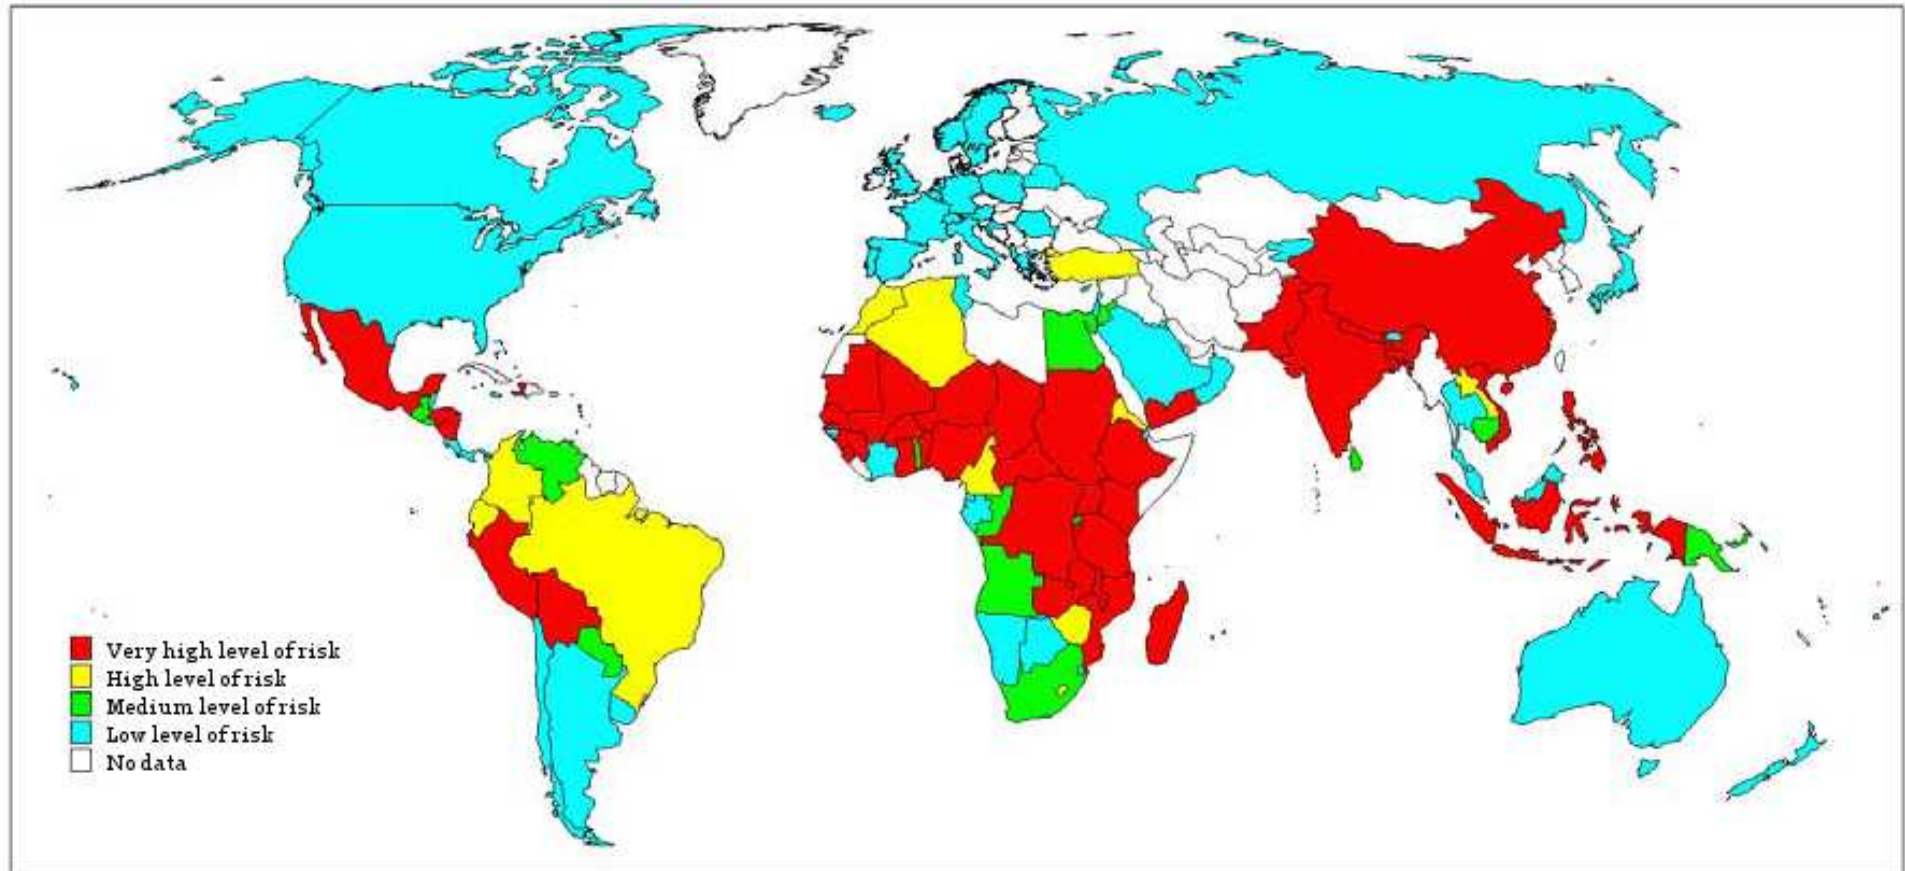 Very high level of risk
High level of risk
Medium level of risk
Low level of risk
No data